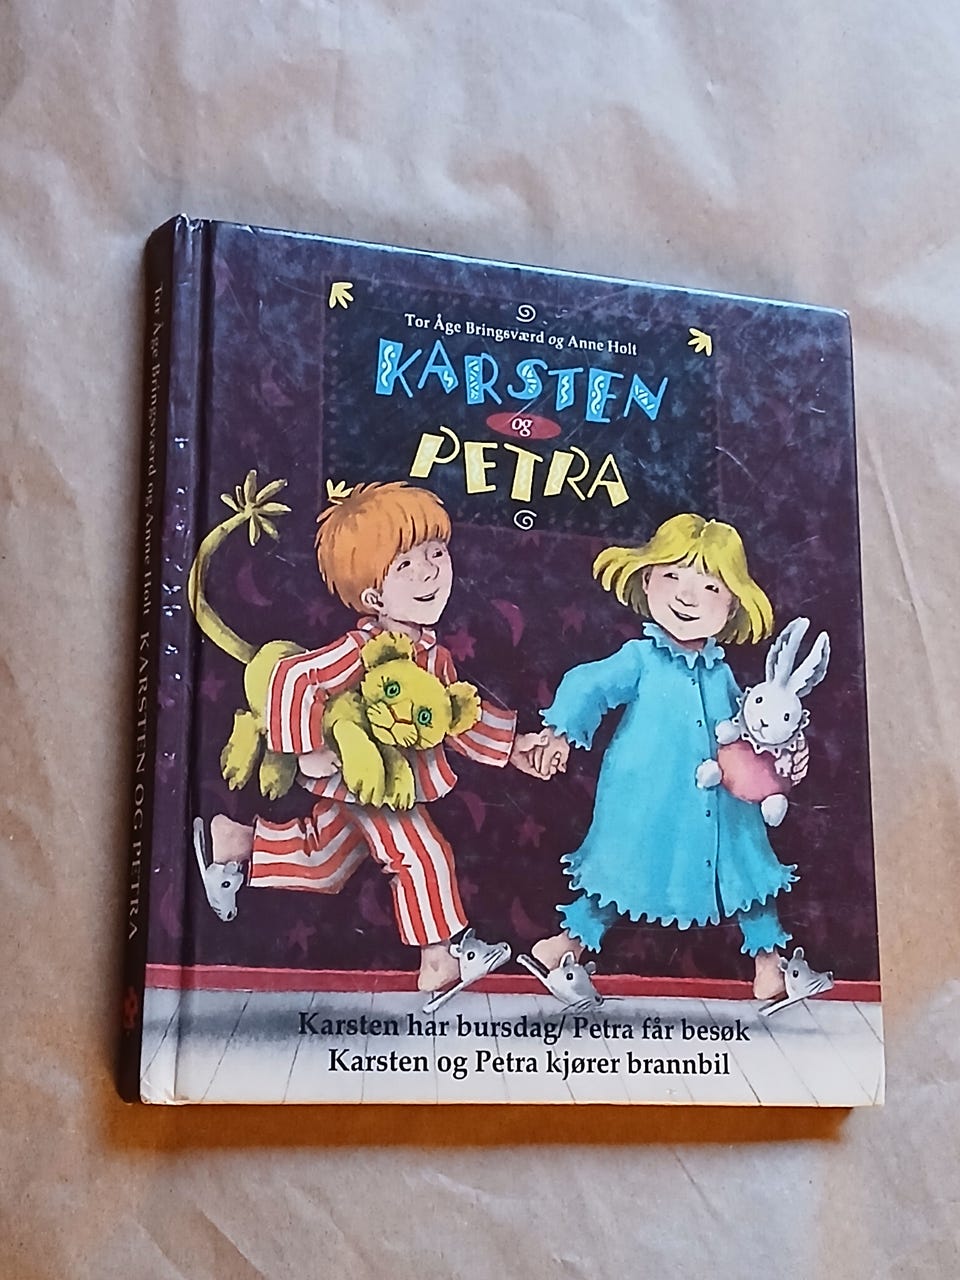 Tor Åge Bringsværd og Anne Holt
KARSTEN
og
PETRA
Karsten har bursdag/ Petra får besøk
Karsten og Petra kjører brannbil
Tor Åge Bringsværd og Anne Holt KARSTEN OG PETRA